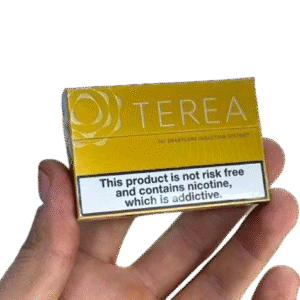 TEREA
This product is not risk free
and contains nicotine,
which is addictive.